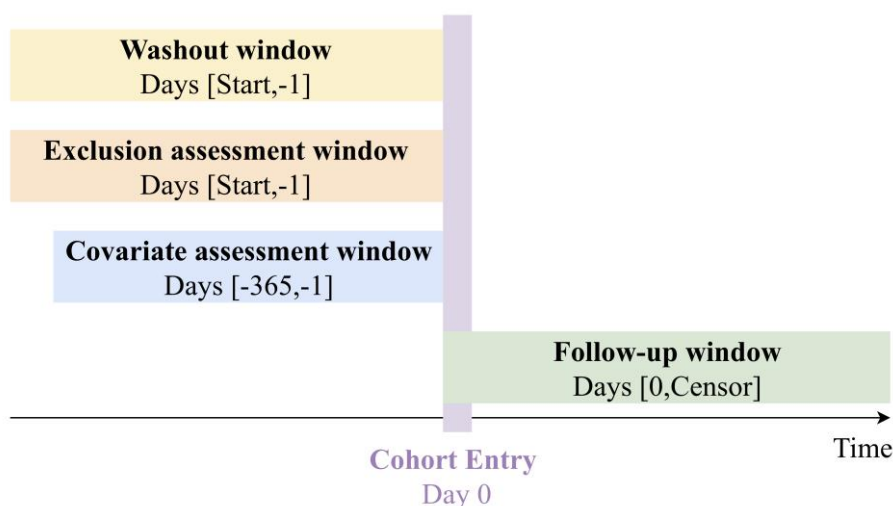 Washout window
Days [Start,-1]
Exclusion assessment window
Days [Start,-1]
Covariate assessment window
Days [-365,-1]
Follow-up window
Days [0,Censor]
Time
Cohort Entry
Day 0